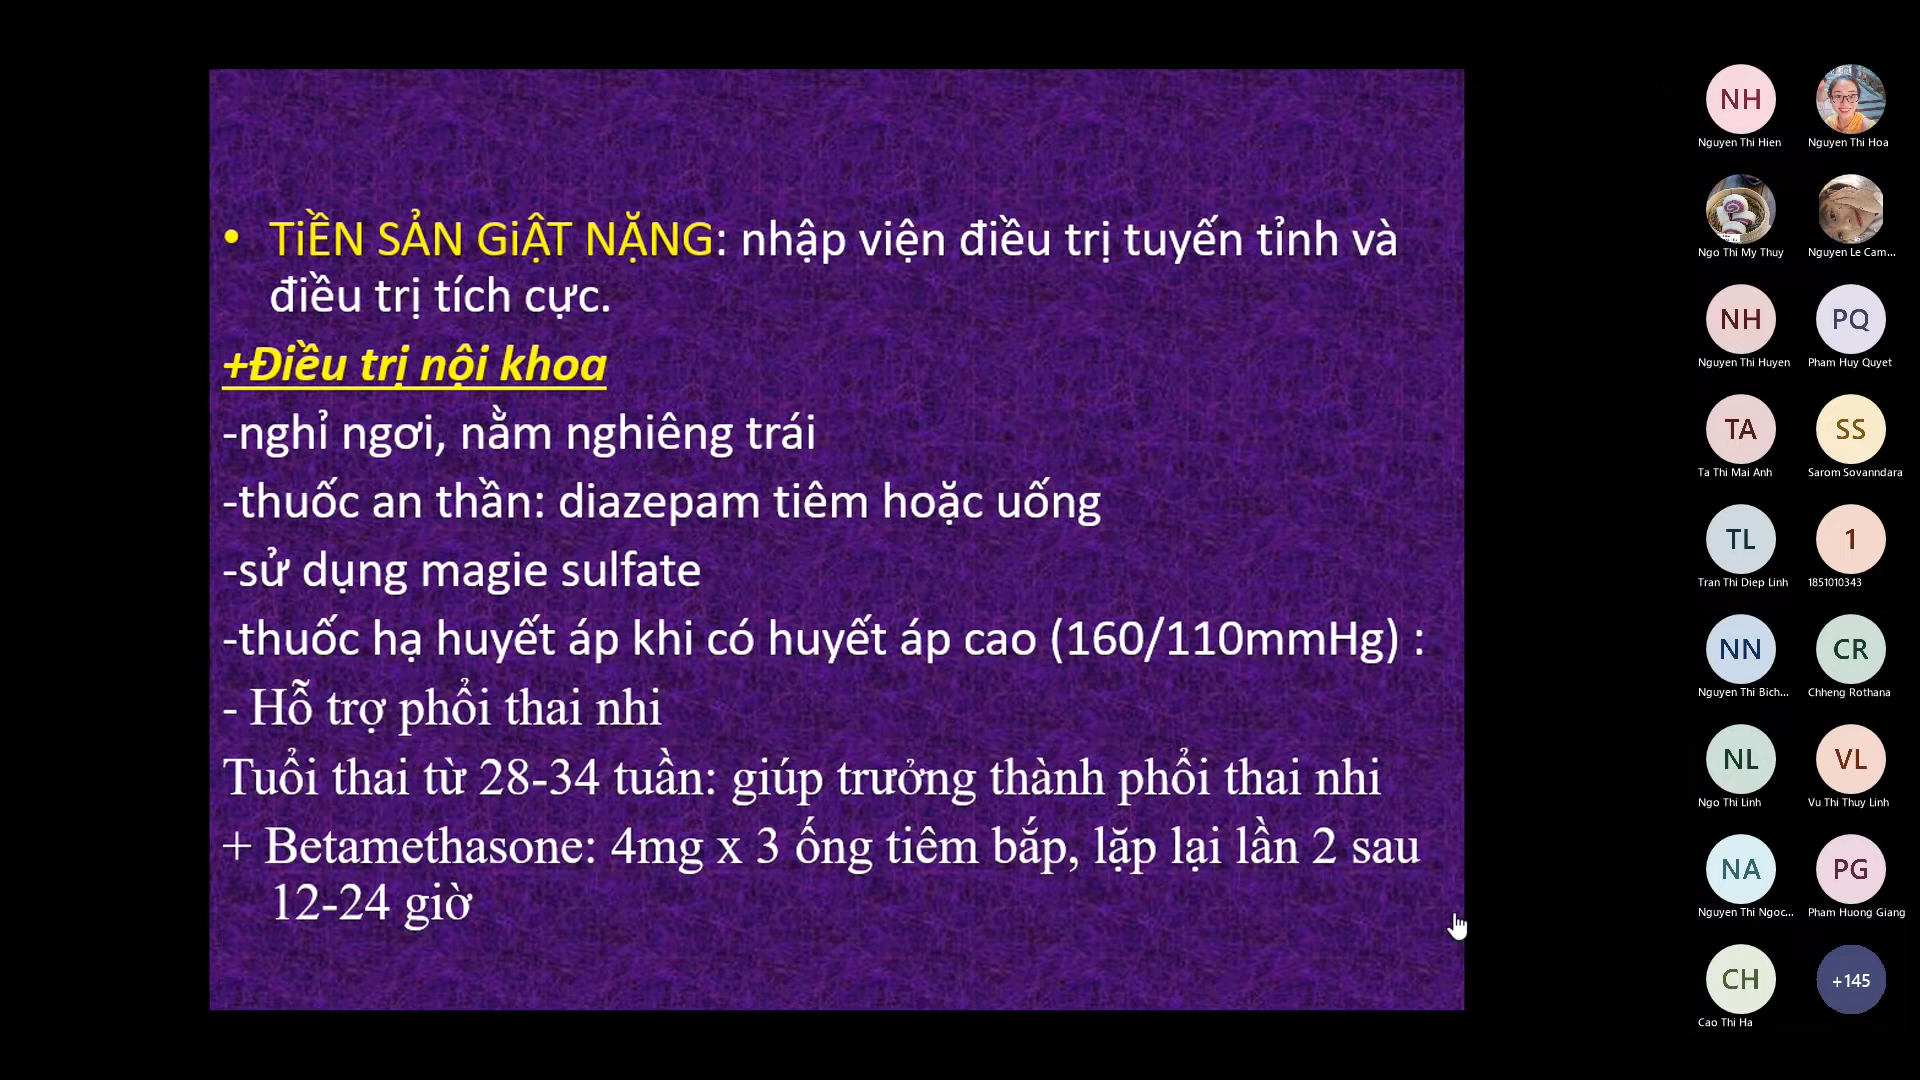 • TiỀN SẢN GiẬT NẶNG: nhập viện điều trị tuyến tỉnh và
điều trị tích cực.
+Điều trị nội khoa
-nghỉ ngơi, nằm nghiêng trái
-thuốc an thần: diazepam tiêm hoặc uống
-sử dụng magie sulfate
-thuốc hạ huyết áp khi có huyết áp cao (160/110mmHg) :
- Hỗ trợ phổi thai nhi
Tuổi thai từ 28-34 tuần: giúp trưởng thành phổi thai nhi
+ Betamethasone: 4mg x 3 ống tiêm bắp, lặp lại lần 2 sau
12-24 giờ
NH
Nguyen Thi Hien
Nguyen Thi Hoa
Ngo Thi My Thuy
Nguyen Le Cam...
NH
Nguyen Thi Huyen
PQ
Pham Huy Quyet
TA
Ta Thi Mai Anh
SS
Sarom Sovanndara
TL
Tran Thi Diep Linh
1
1851010343
NN
Nguyen Thi Bich...
CR
Chheng Rothana
NL
Ngo Thi Linh
VL
Vu Thi Thuy Linh
NA
Nguyen Thi Ngoc...
PG
Pham Huong Giang
CH
Cao Thi Ha
+145